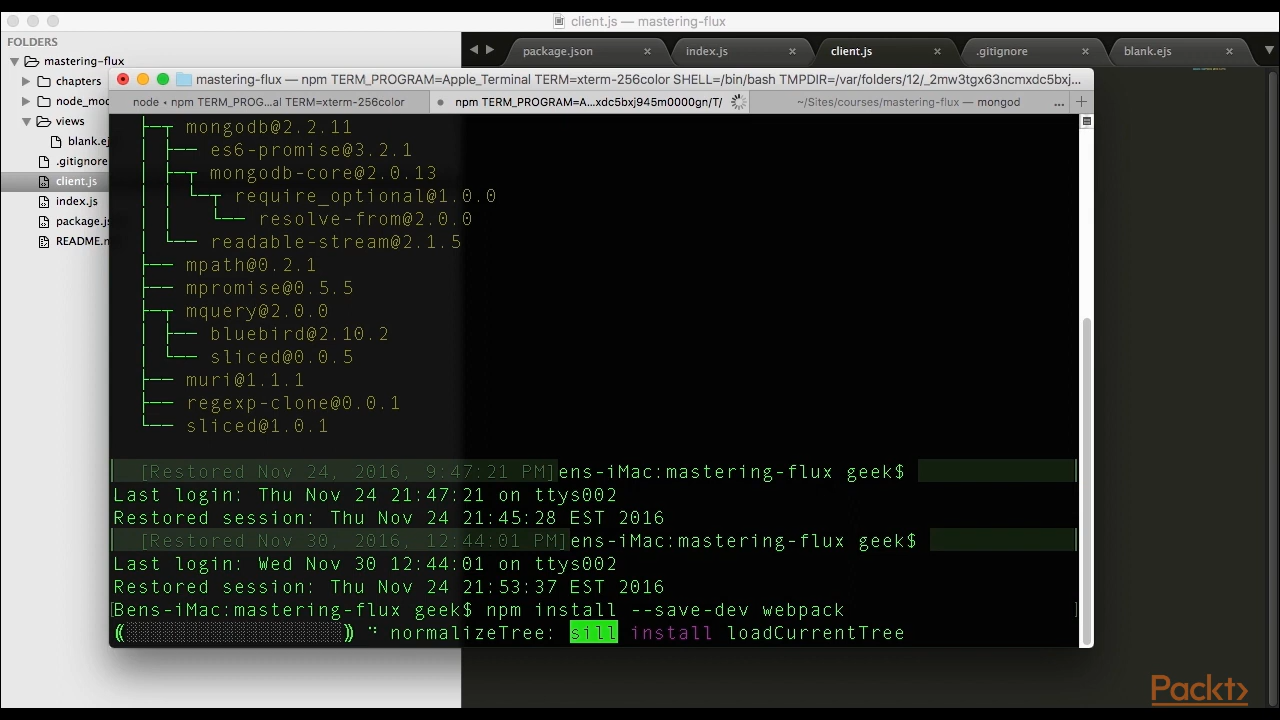 client.js — mastering-flux
FOLDERS
mastering-flux
chapters
node_mod
views
blank.ej
.gitignore
client.js
index.js
package.js
README.m
package.json
index.js
client.js
.gitignore
blank.ejs
mastering-flux — npm TERM_PROGRAM=Apple_Terminal TERM=xterm-256color SHELL=/bin/bash TMPDIR=/var/folders/12/_2mw3tgx63ncmxdc5bxj...
node • npm TERM_PROG...al TERM=xterm-256color
npm TERM_PROGRAM=A...xdc5bxj945m0000gn/T/
~/Sites/courses/mastering-flux — mongod
...
+
├─┬ mongodb@2.2.11
│ ├── es6-promise@3.2.1
│ ├─┬ mongodb-core@2.0.13
│ │ └─┬ require_optional@1.0.0
│ │   └── resolve-from@2.0.0
│ └── readable-stream@2.1.5
├── mpath@0.2.1
├── mpromise@0.5.5
├─┬ mquery@2.0.0
│ ├── bluebird@2.10.2
│ └── sliced@0.0.5
├── muri@1.1.1
├── regexp-clone@0.0.1
└── sliced@1.0.1
[Restored Nov 24, 2016, 9:47:21 PM]ens-iMac:mastering-flux geek$
Last login: Thu Nov 24 21:47:21 on ttys002
Restored session: Thu Nov 24 21:45:28 EST 2016
[Restored Nov 30, 2016, 12:44:01 PM]ens-iMac:mastering-flux geek$
Last login: Wed Nov 30 12:44:01 on ttys002
Restored session: Thu Nov 24 21:53:37 EST 2016
[Bens-iMac:mastering-flux geek$ npm install --save-dev webpack ]
(░░░░░░░░░░░░░░░░░░) ⠙ normalizeTree: sill install loadCurrentTree
Packt>